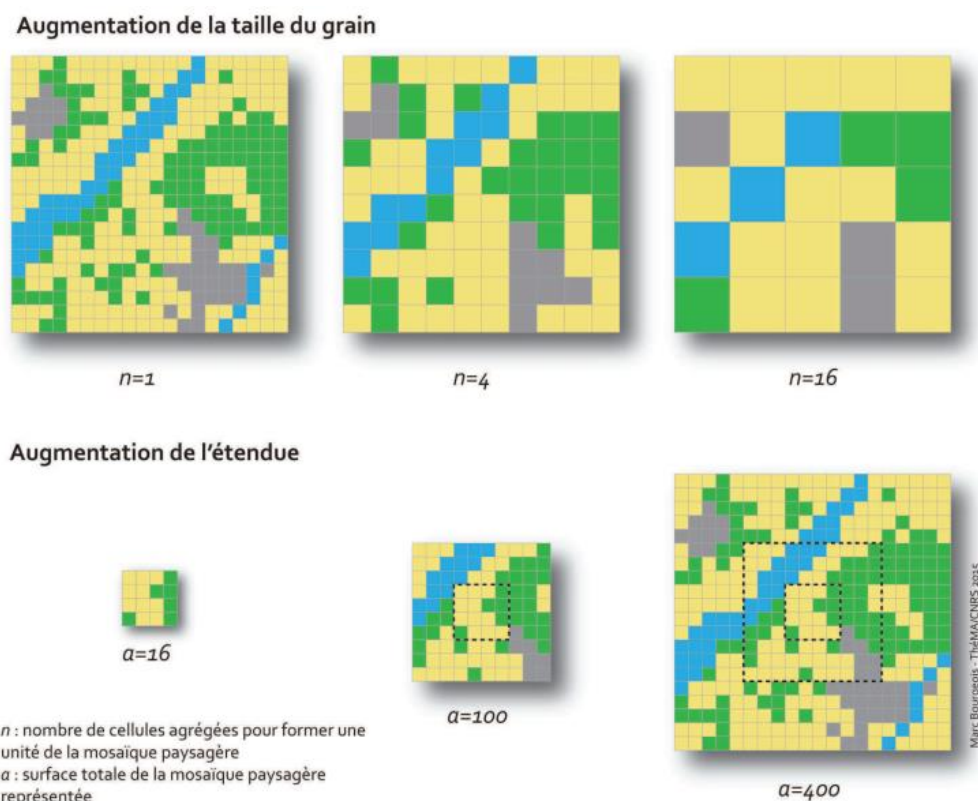 Augmentation de la taille du grain
n=1
n=4
n=16
Augmentation de l'étendue
a=16
a=100
a=400
n : nombre de cellules agrégées pour former une
unité de la mosaïque paysagère
a : surface totale de la mosaïque paysagère
représentée
Marc Bourgeois - ThéMA/CNRS 2015